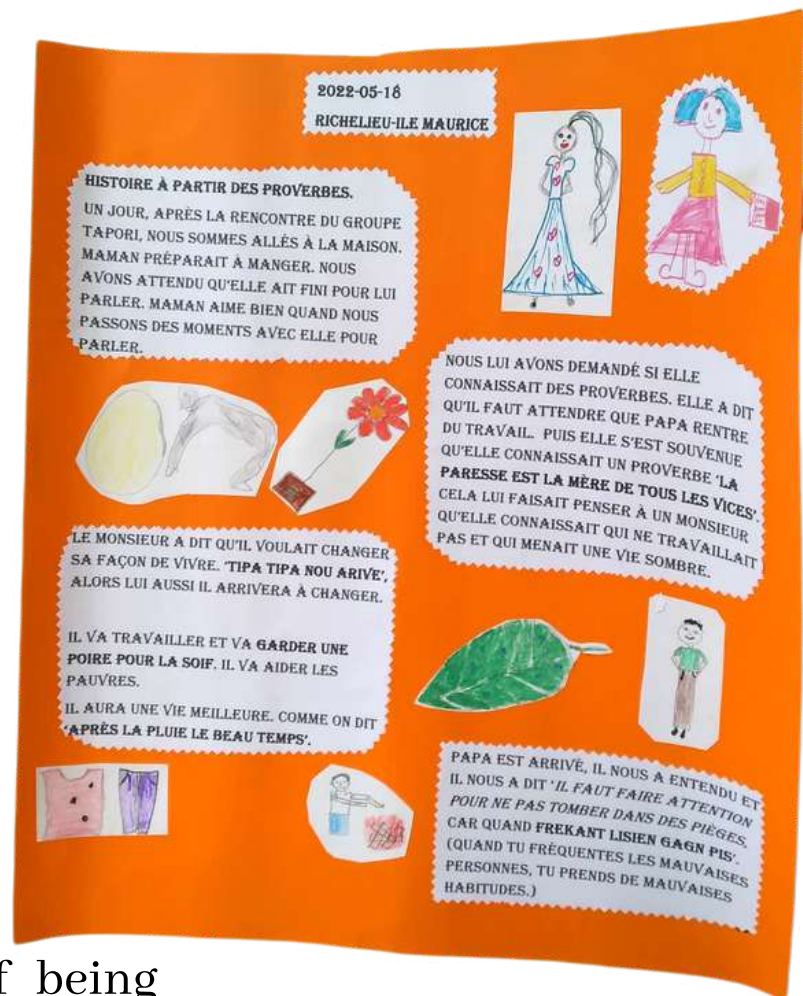 2022-05-18
RICHELIEU-ILE MAURICE
HISTOIRE À PARTIR DES PROVERBES.
UN JOUR, APRÈS LA RENCONTRE DU GROUPE
TAPORI, NOUS SOMMES ALLÉS À LA MAISON.
MAMAN PRÉPARAIT À MANGER. NOUS
AVONS ATTENDU QU'ELLE AIT FINI POUR LUI
PARLER. MAMAN AIME BIEN QUAND NOUS
PASSONS DES MOMENTS AVEC ELLE POUR
PARLER.
NOUS LUI AVONS DEMANDÉ SI ELLE
CONNAISSAIT DES PROVERBES. ELLE A DIT
QU'IL FAUT ATTENDRE QUE PAPA RENTRE
DU TRAVAIL. PUIS ELLE S'EST SOUVENUE
QU'ELLE CONNAISSAIT UN PROVERBE 'LA
PARESSE EST LA MÈRE DE TOUS LES VICES'.
CELA LUI FAISAIT PENSER À UN MONSIEUR
QU'ELLE CONNAISSAIT QUI NE TRAVAILLAIT
PAS ET QUI MENAIT UNE VIE SOMBRE.
LE MONSIEUR A DIT QU'IL VOULAIT CHANGER
SA FAÇON DE VIVRE. 'TIPA TIPA NOU ARIVE',
ALORS LUI AUSSI IL ARRIVERA À CHANGER.
IL VA TRAVAILLER ET VA GARDER UNE
POIRE POUR LA SOIF. IL VA AIDER LES
PAUVRES.
IL AURA UNE VIE MEILLEURE. COMME ON DIT
'APRÈS LA PLUIE LE BEAU TEMPS'.
PAPA EST ARRIVÉ, IL NOUS A ENTENDU ET
IL NOUS A DIT 'IL FAUT FAIRE ATTENTION
POUR NE PAS TOMBER DANS DES PIÈGES,
CAR QUAND FREKANT LISIEN GAGN PIS'.
(QUAND TU FRÉQUENTES LES MAUVAISES
PERSONNES, TU PRENDS DE MAUVAISES
HABITUDES.)
f being